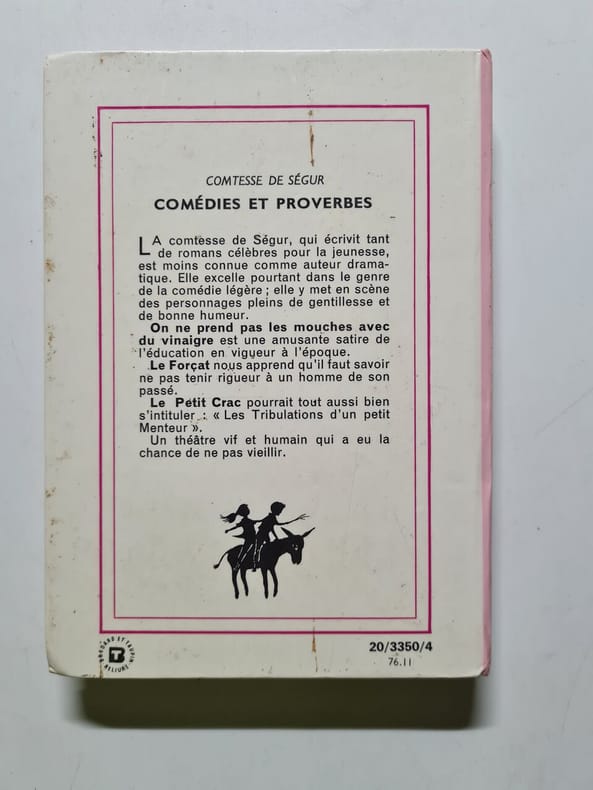 COMTESSE DE SÉGUR
COMÉDIES ET PROVERBES
LA comtesse de Ségur, qui écrivit tant
de romans célèbres pour la jeunesse,
est moins connue comme auteur drama-
tique. Elle excelle pourtant dans le genre
de la comédie légère ; elle y met en scène
des personnages pleins de gentillesse et
de bonne humeur.
On ne prend pas les mouches avec
du vinaigre est une amusante satire de
l'éducation en vigueur à l'époque.
Le Forçat nous apprend qu'il faut savoir
ne pas tenir rigueur à un homme de son
passé.
Le Petit Crac pourrait tout aussi bien
s'intituler : « Les Tribulations d'un petit
Menteur ».
Un théâtre vif et humain qui a eu la
chance de ne pas vieillir.
BRODARD ET TAUPIN
RELIURE
20/3350/4
76.11